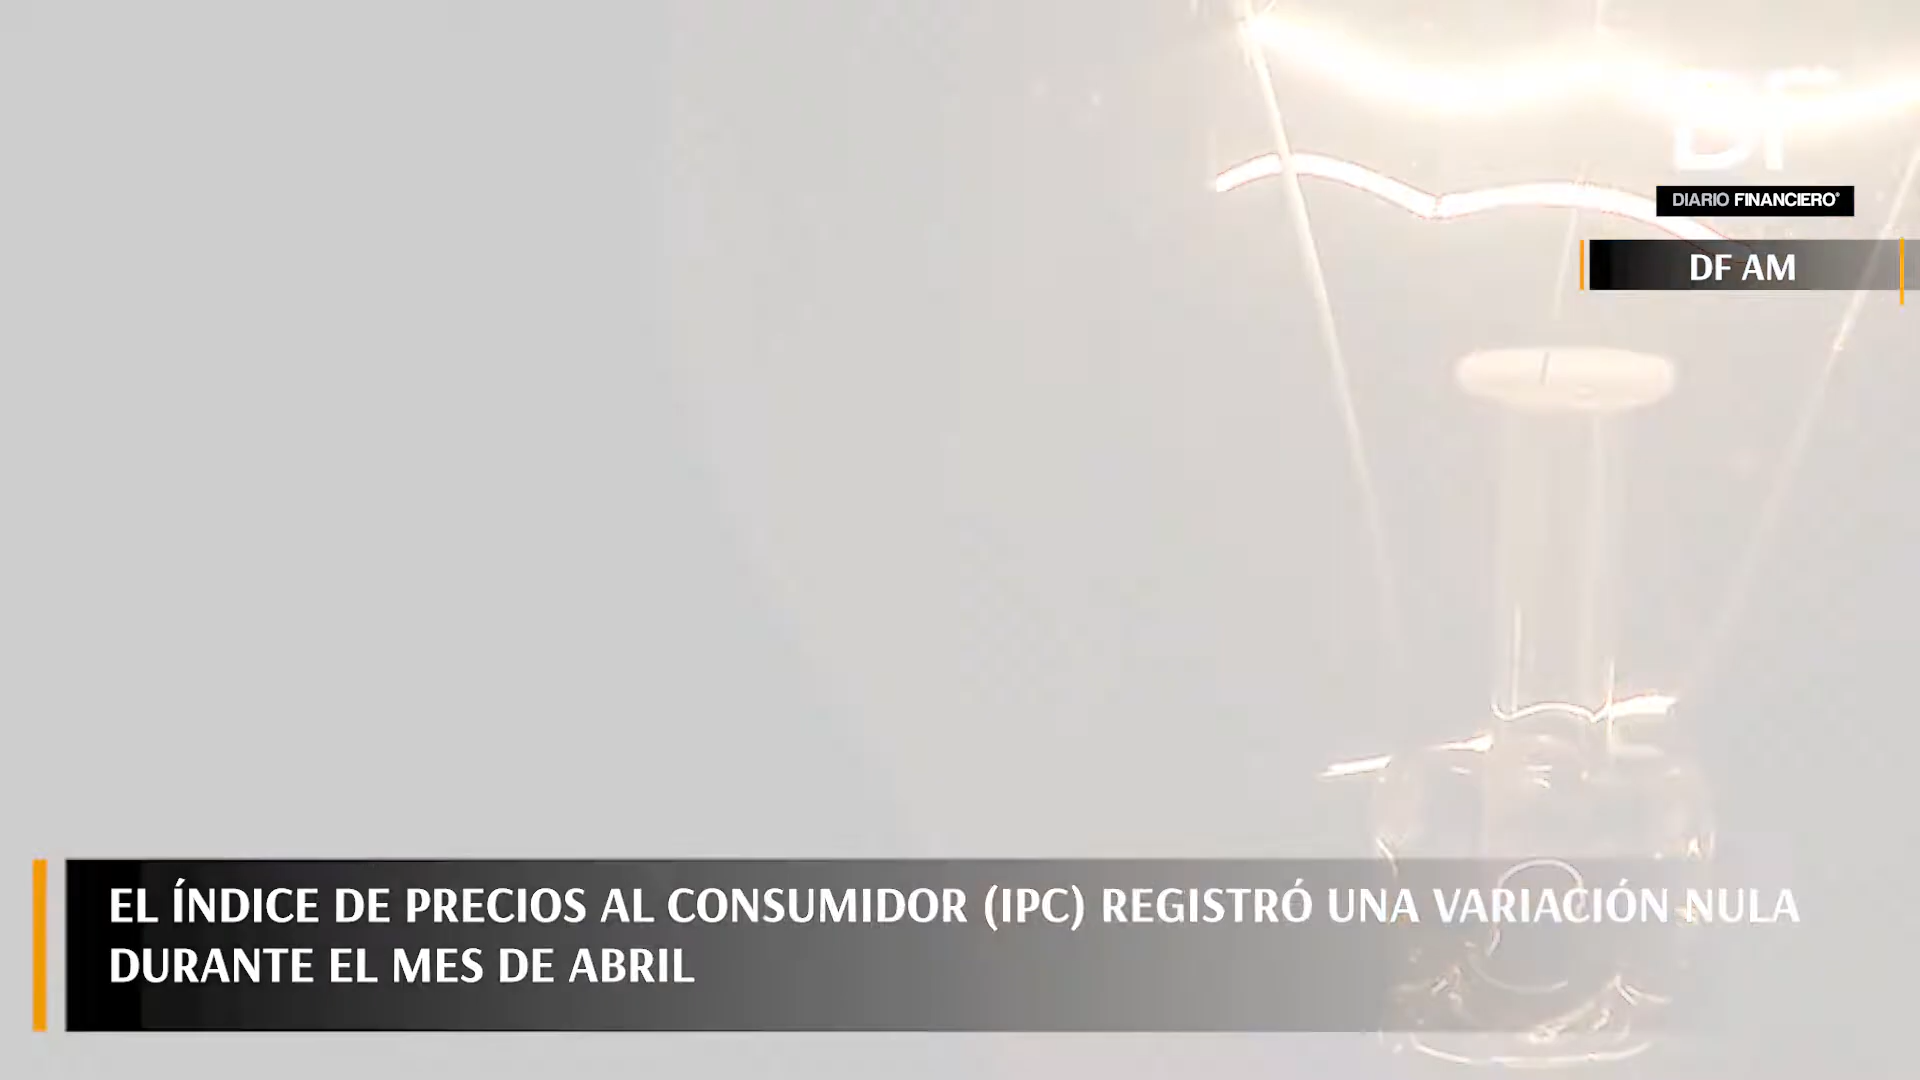 DF
DIARIO FINANCIERO®
DF AM
EL ÍNDICE DE PRECIOS AL CONSUMIDOR (IPC) REGISTRÓ UNA VARIACIÓN NULA
DURANTE EL MES DE ABRIL